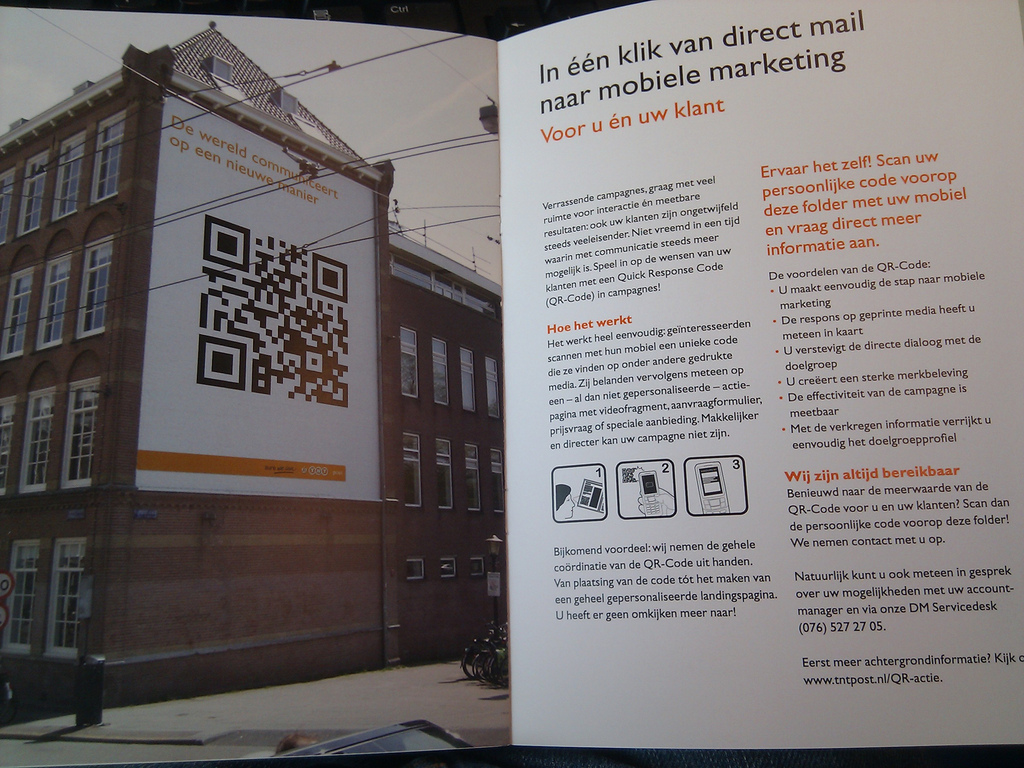 Ctrl
De wereld communiceert
op een nieuwe manier
In één klik van direct mail
naar mobiele marketing
Voor u én uw klant
Verrassende campagnes, graag met veel
ruimte voor interactie én meetbare
resultaten: ook uw klanten zijn ongetwijfeld
steeds veeleisender. Niet vreemd in een tijd
waarin met communicatie steeds meer
mogelijk is. Speel in op de wensen van uw
klanten met een Quick Response Code
(QR-Code) in campagnes!
Hoe het werkt
Het werkt heel eenvoudig: geïnteresseerden
scannen met hun mobiel een unieke code
die ze vinden op onder andere gedrukte
media. Zij belanden vervolgens meteen op
een – al dan niet gepersonaliseerde – actie-
pagina met videofragment, aanvraagformulier,
prijsvraag of speciale aanbieding. Makkelijker
en directer kan uw campagne niet zijn.
1
2
3
Bijkomend voordeel: wij nemen de gehele
coördinatie van de QR-Code uit handen.
Van plaatsing van de code tót het maken van
een geheel gepersonaliseerde landingspagina.
U heeft er geen omkijken meer naar!
Ervaar het zelf! Scan uw
persoonlijke code voorop
deze folder met uw mobiel
en vraag direct meer
informatie aan.
De voordelen van de QR-Code:
• U maakt eenvoudig de stap naar mobiele
marketing
• De respons op geprinte media heeft u
meteen in kaart
• U verstevigt de directe dialoog met de
doelgroep
• U creëert een sterke merkbeleving
• De effectiviteit van de campagne is
meetbaar
• Met de verkregen informatie verrijkt u
eenvoudig het doelgroepprofiel
Wij zijn altijd bereikbaar
Benieuwd naar de meerwaarde van de
QR-Code voor u en uw klanten? Scan dan
de persoonlijke code voorop deze folder!
We nemen contact met u op.
Natuurlijk kunt u ook meteen in gesprek
over uw mogelijkheden met uw account-
manager en via onze DM Servicedesk
(076) 527 27 05.
Eerst meer achtergrondinformatie? Kijk o
www.tntpost.nl/QR-actie.